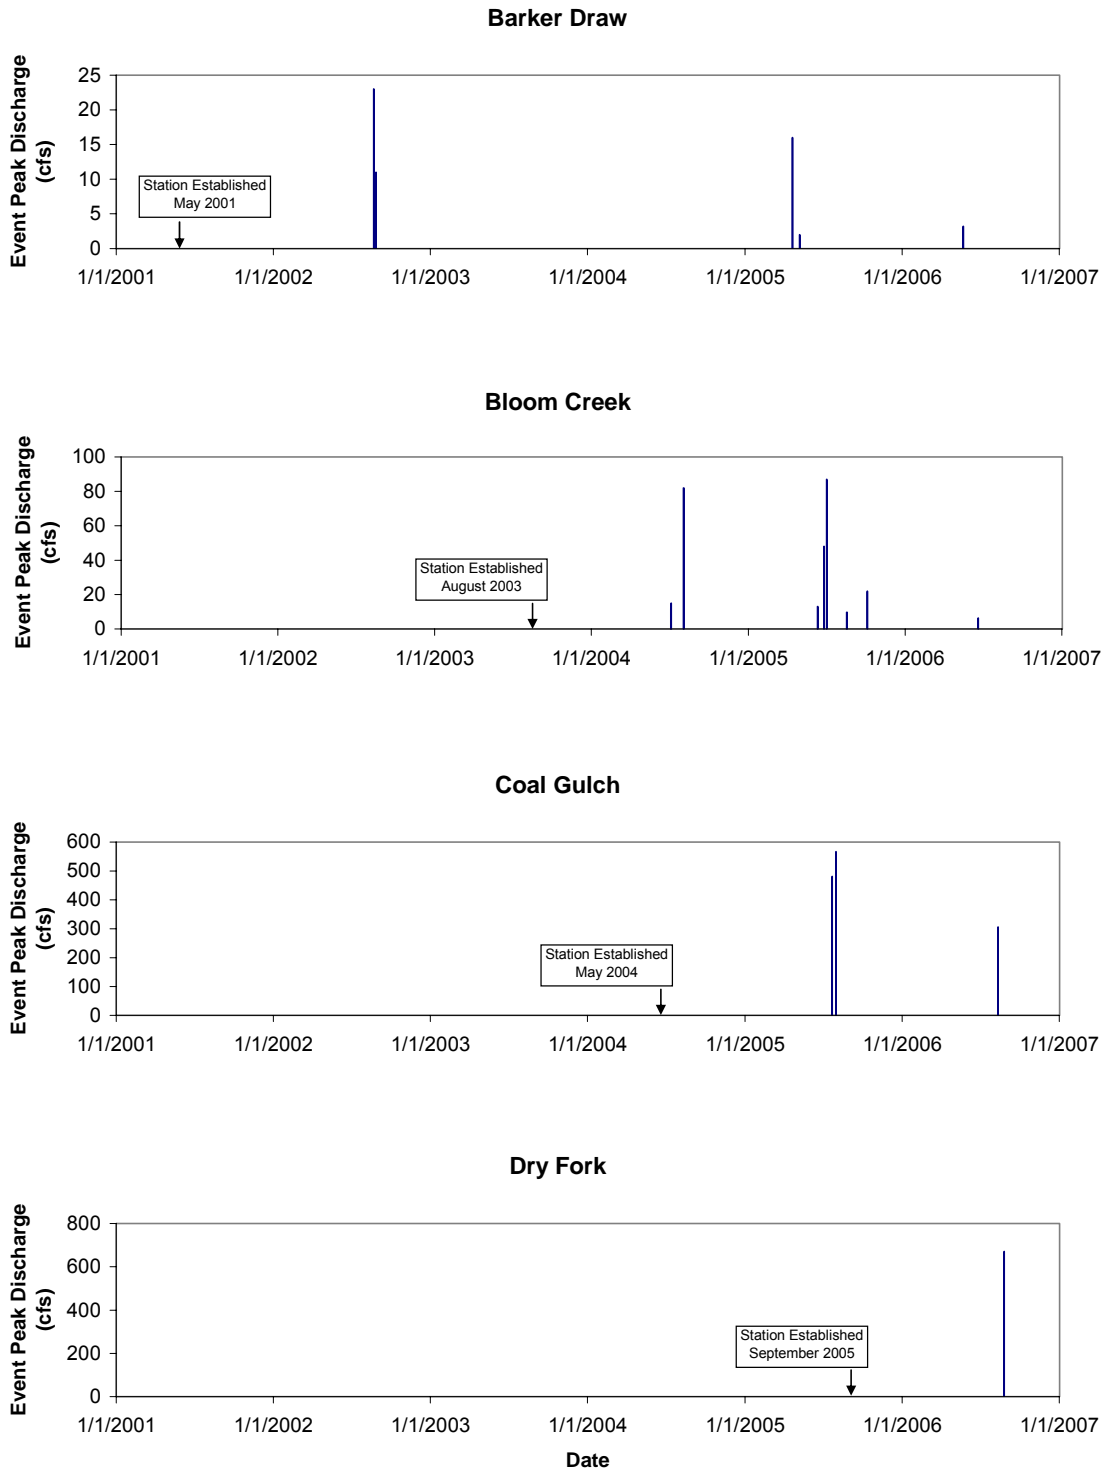 Barker Draw
Event Peak Discharge
(cfs)
25
20
15
10
5
0
Station Established
May 2001
1/1/2001 1/1/2002 1/1/2003 1/1/2004 1/1/2005 1/1/2006 1/1/2007
Bloom Creek
Event Peak Discharge
(cfs)
100
80
60
40
20
0
Station Established
August 2003
1/1/2001 1/1/2002 1/1/2003 1/1/2004 1/1/2005 1/1/2006 1/1/2007
Coal Gulch
Event Peak Discharge
(cfs)
600
500
400
300
200
100
0
Station Established
May 2004
1/1/2001 1/1/2002 1/1/2003 1/1/2004 1/1/2005 1/1/2006 1/1/2007
Dry Fork
Event Peak Discharge
(cfs)
800
600
400
200
0
Station Established
September 2005
1/1/2001 1/1/2002 1/1/2003 1/1/2004 1/1/2005 1/1/2006 1/1/2007
Date